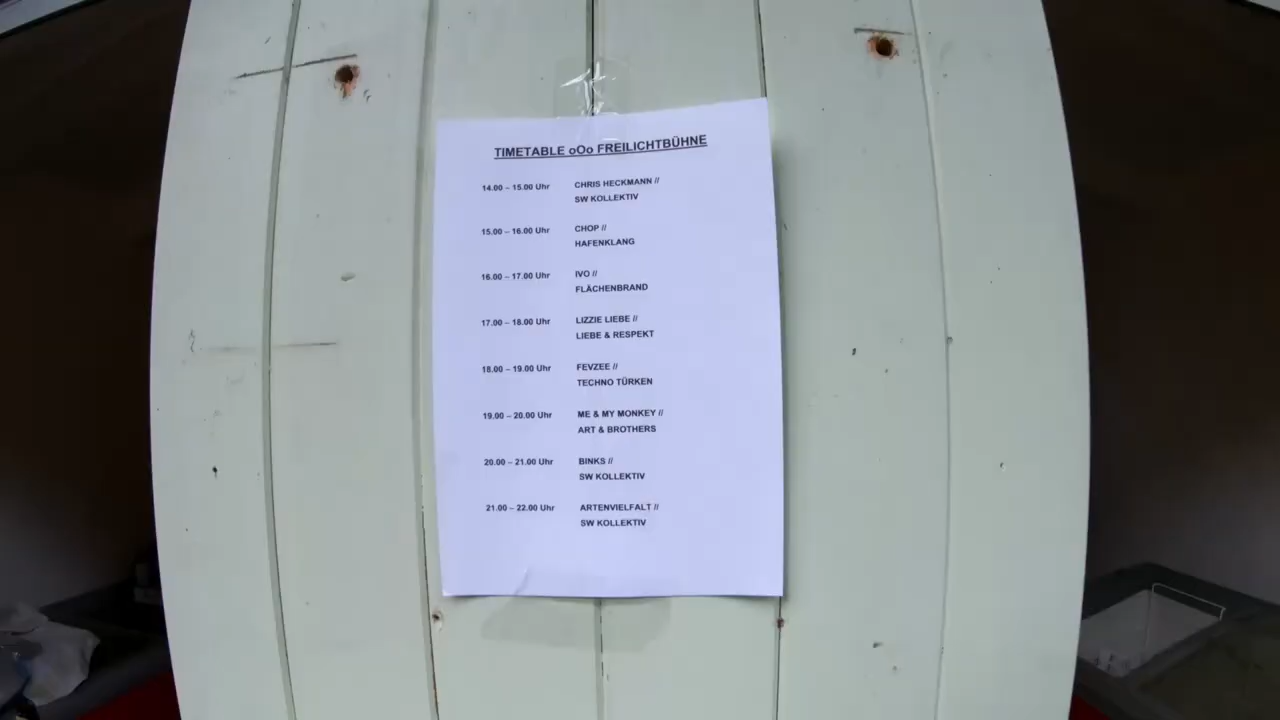 TIMETABLE oOo FREILICHTBÜHNE
14.00 – 15.00 Uhr CHRIS HECKMANN //
SW KOLLEKTIV
15.00 – 16.00 Uhr CHOP //
HAFENKLANG
16.00 – 17.00 Uhr IVO //
FLÄCHENBRAND
17.00 – 18.00 Uhr LIZZIE LIEBE //
LIEBE & RESPEKT
18.00 – 19.00 Uhr FEVZEE //
TECHNO TÜRKEN
19.00 – 20.00 Uhr ME & MY MONKEY //
ART & BROTHERS
20.00 – 21.00 Uhr BINKS //
SW KOLLEKTIV
21.00 – 22.00 Uhr ARTENVIELFALT //
SW KOLLEKTIV